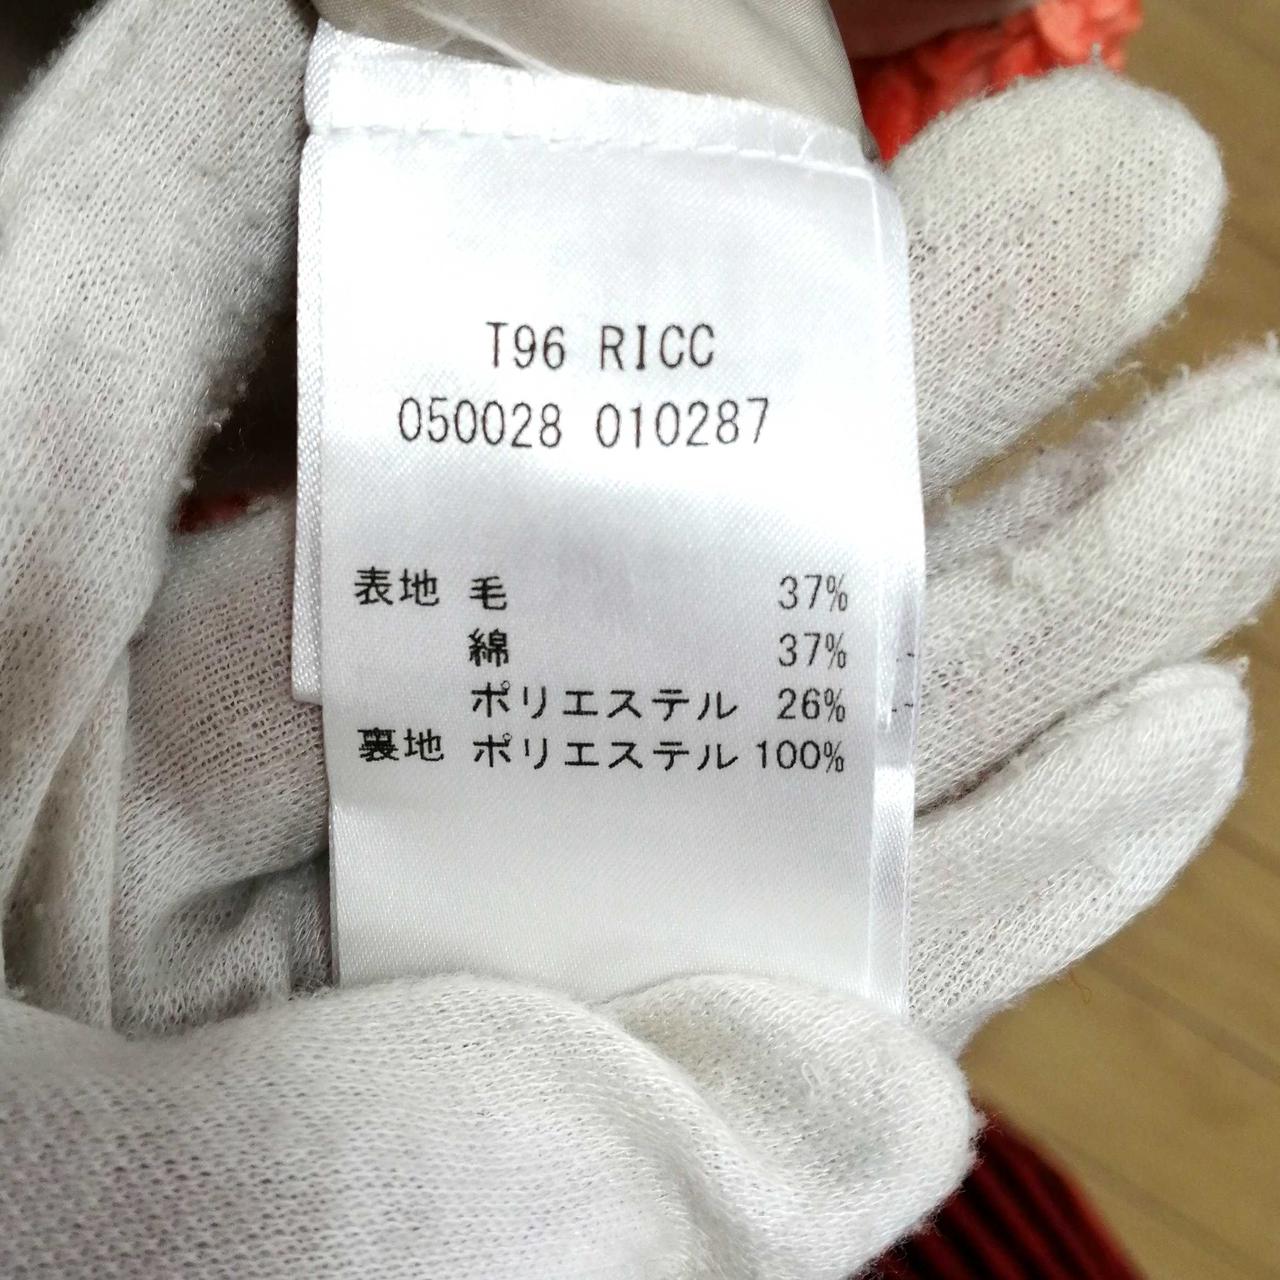 T96 RICC
050028 010287
表地 毛 37%
綿 37%
ポリエステル 26%
裏地 ポリエステル 100%